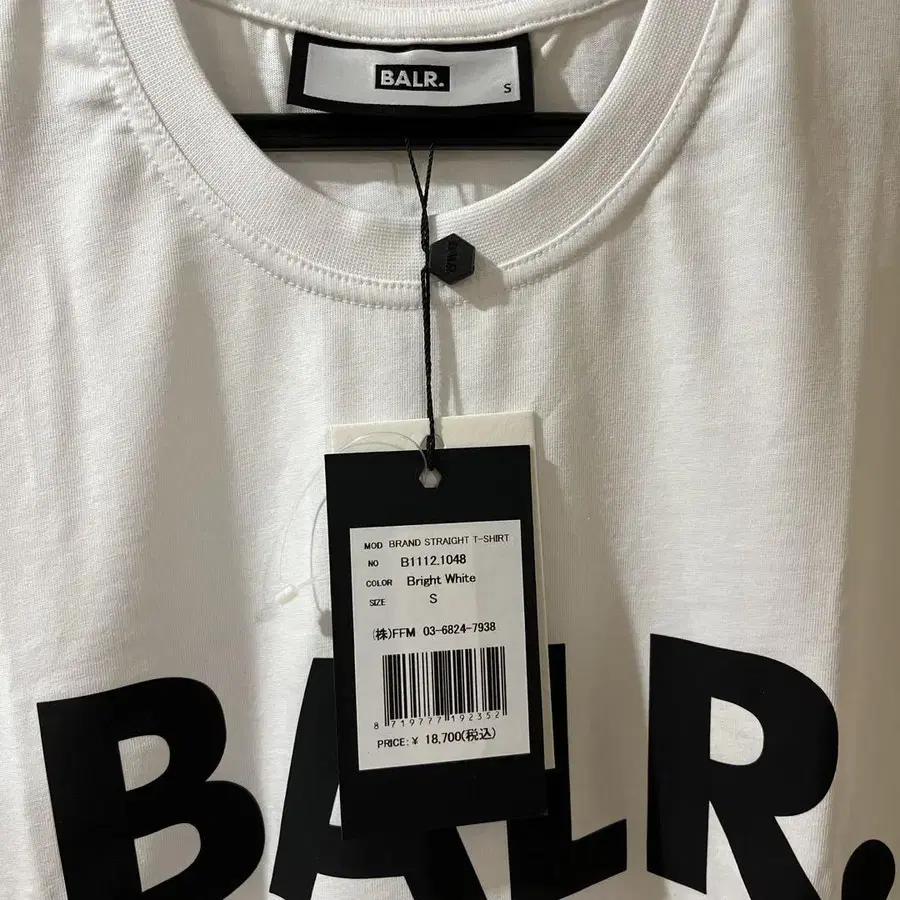 BALR.
S
BALR.
MOD BRAND STRAIGHT T-SHIRT
NO B1112.1048
COLOR Bright White
SIZE S
(株)FFM 03-6824-7938
8 719777 192352
PRICE:¥ 18,700(税込)
BALR.